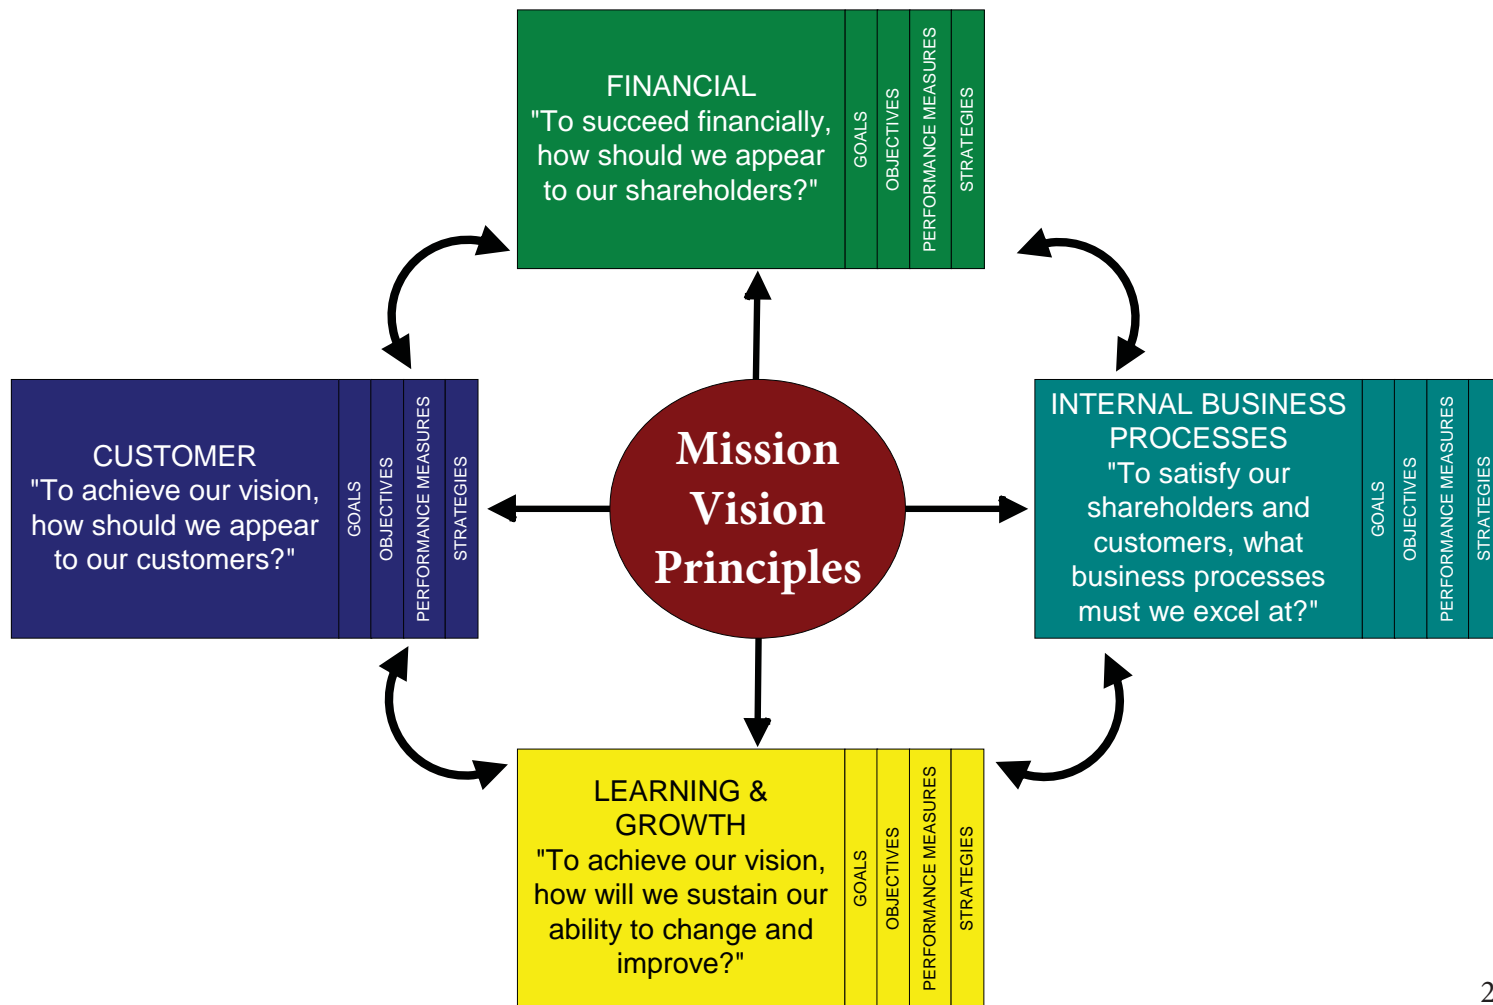 FINANCIAL
"To succeed financially,
how should we appear
to our shareholders?"
GOALS
OBJECTIVES
PERFORMANCE MEASURES
STRATEGIES
CUSTOMER
"To achieve our vision,
how should we appear
to our customers?"
GOALS
OBJECTIVES
PERFORMANCE MEASURES
STRATEGIES
Mission
Vision
Principles
INTERNAL BUSINESS
PROCESSES
"To satisfy our
shareholders and
customers, what
business processes
must we excel at?"
GOALS
OBJECTIVES
PERFORMANCE MEASURES
STRATEGIES
LEARNING &
GROWTH
"To achieve our vision,
how will we sustain our
ability to change and
improve?"
GOALS
OBJECTIVES
PERFORMANCE MEASURES
STRATEGIES
2